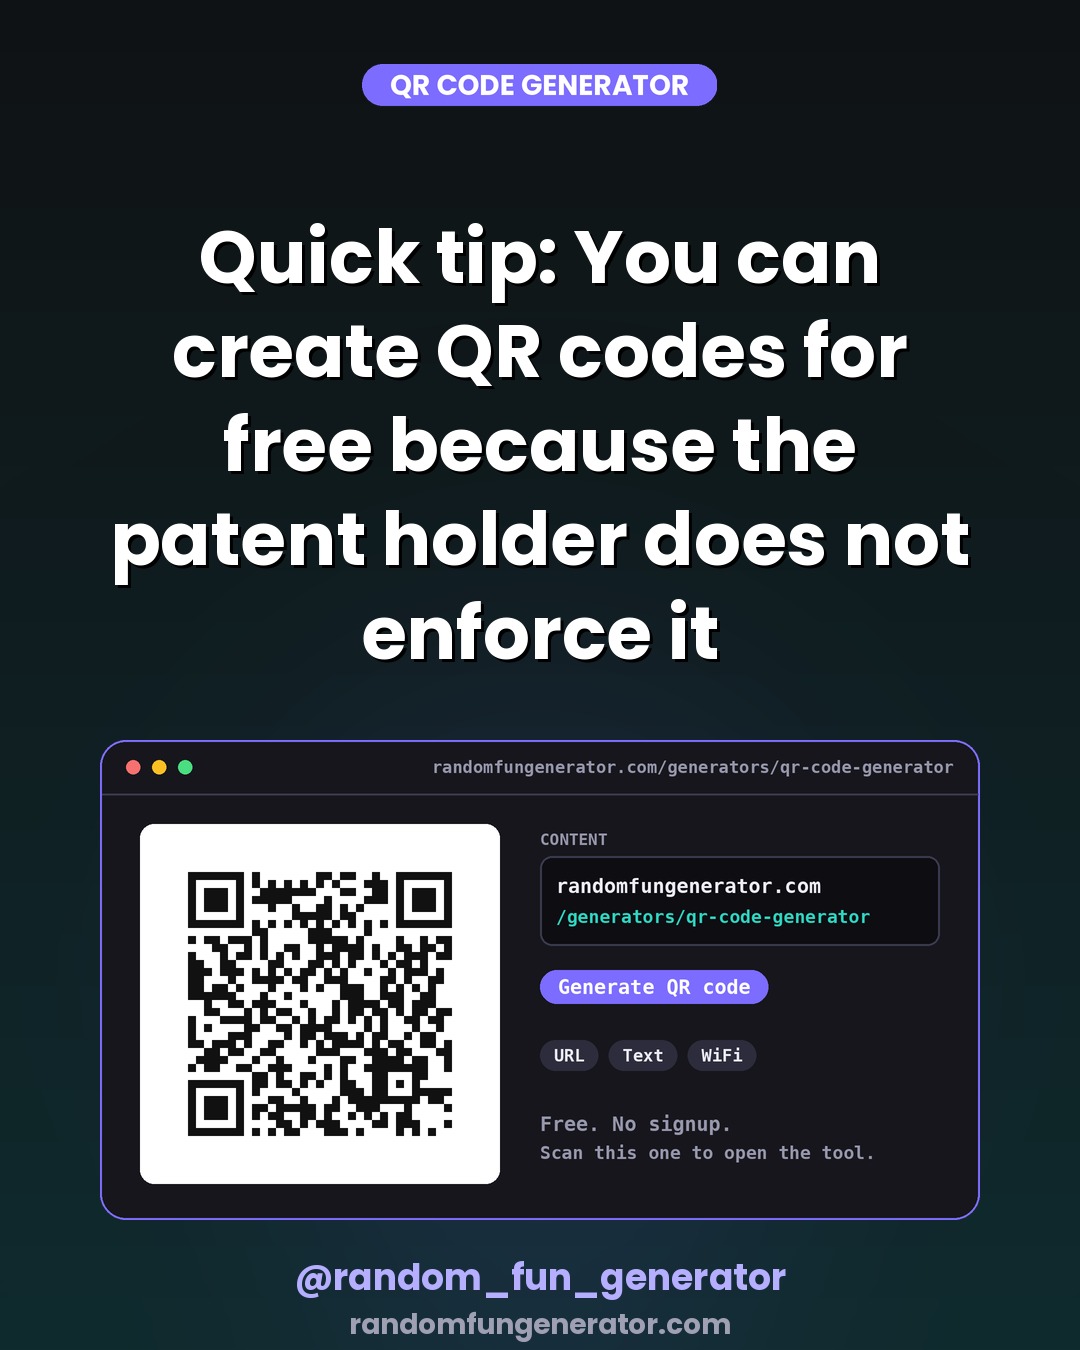 QR CODE GENERATOR
Quick tip: You can
create QR codes for
free because the
patent holder does not
enforce it
randomfungenerator.com/generators/qr-code-generator
CONTENT
randomfungenerator.com
/generators/qr-code-generator
Generate QR code
URL Text WiFi
Free. No signup.
Scan this one to open the tool.
@random_fun_generator
randomfungenerator.com